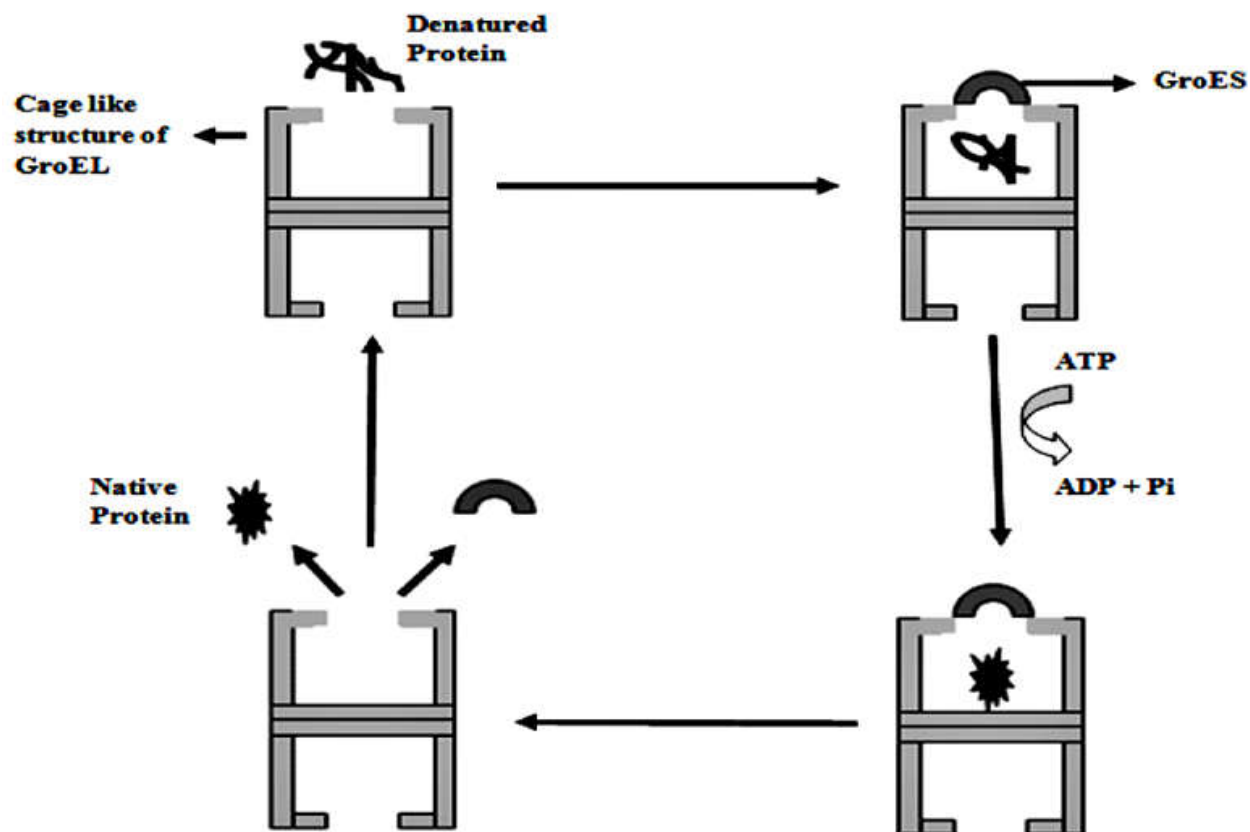 Denatured
Protein
Cage like
structure of
GroEL
GroES
ATP
ADP + Pi
Native
Protein